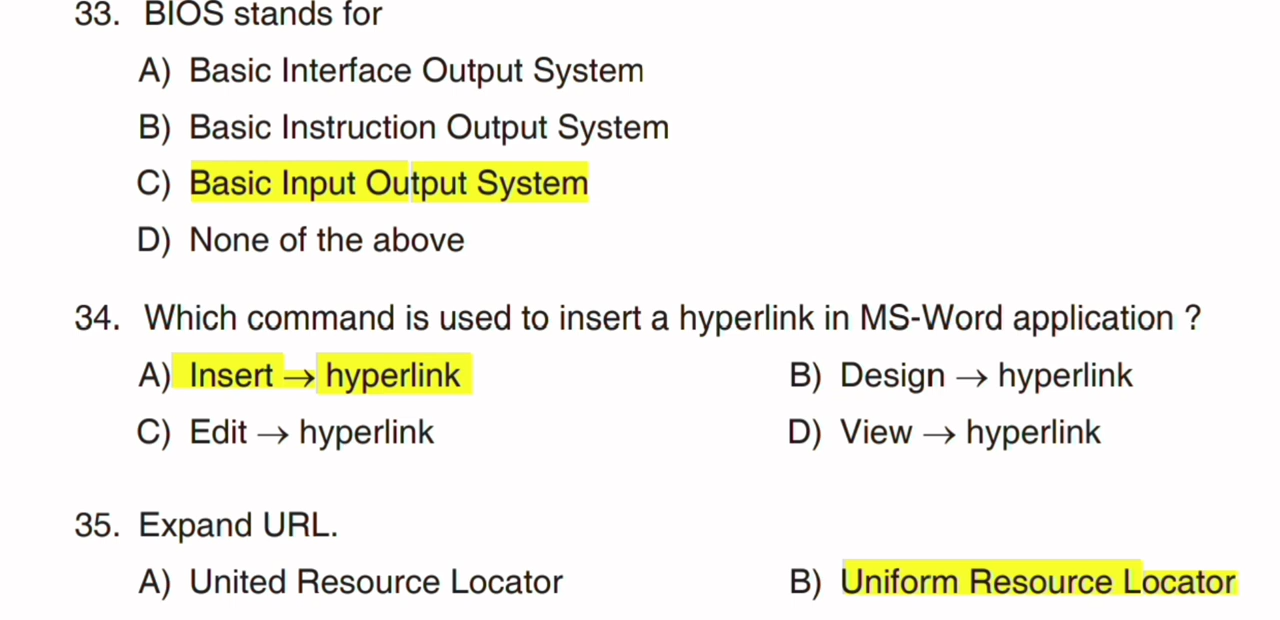 33. BIOS stands for
A) Basic Interface Output System
B) Basic Instruction Output System
C) Basic Input Output System
D) None of the above
34. Which command is used to insert a hyperlink in MS-Word application ?
A) Insert → hyperlink B) Design → hyperlink
C) Edit → hyperlink D) View → hyperlink
35. Expand URL.
A) United Resource Locator B) Uniform Resource Locator